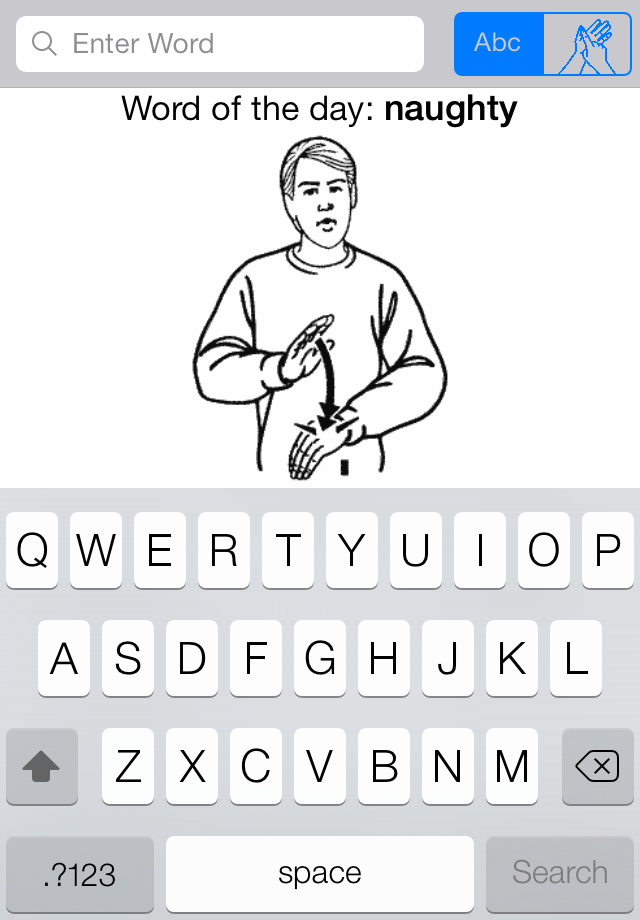 Enter Word
Abc
Word of the day: naughty
Q W E R T Y U I O P
A S D F G H J K L
Z X C V B N M
.?123 space Search